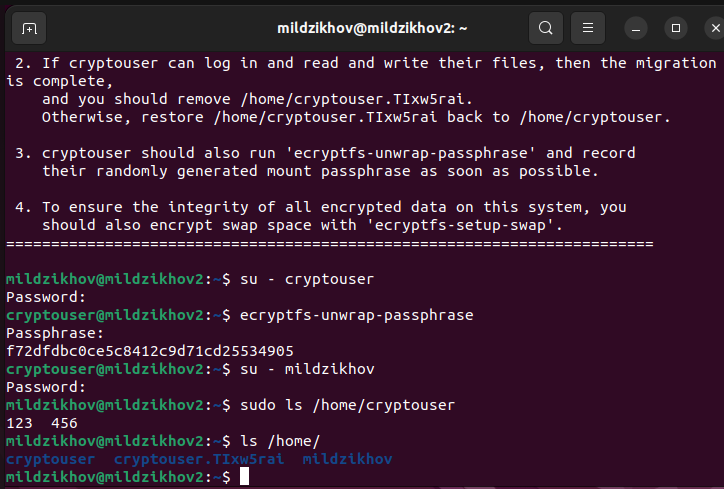 mildzikhov@mildzikhov2: ~
2. If cryptouser can log in and read and write their files, then the migration
is complete,
and you should remove /home/cryptouser.TIxw5rai.
Otherwise, restore /home/cryptouser.TIxw5rai back to /home/cryptouser.
3. cryptouser should also run 'ecryptfs-unwrap-passphrase' and record
their randomly generated mount passphrase as soon as possible.
4. To ensure the integrity of all encrypted data on this system, you
should also encrypt swap space with 'ecryptfs-setup-swap'.
========================================================================
mildzikhov@mildzikhov2:~$ su - cryptouser
Password:
cryptouser@mildzikhov2:~$ ecryptfs-unwrap-passphrase
Passphrase:
f72dfdbc0ce5c8412c9d71cd25534905
cryptouser@mildzikhov2:~$ su - mildzikhov
Password:
mildzikhov@mildzikhov2:~$ sudo ls /home/cryptouser
123  456
mildzikhov@mildzikhov2:~$ ls /home/
cryptouser  cryptouser.TIxw5rai  mildzikhov
mildzikhov@mildzikhov2:~$